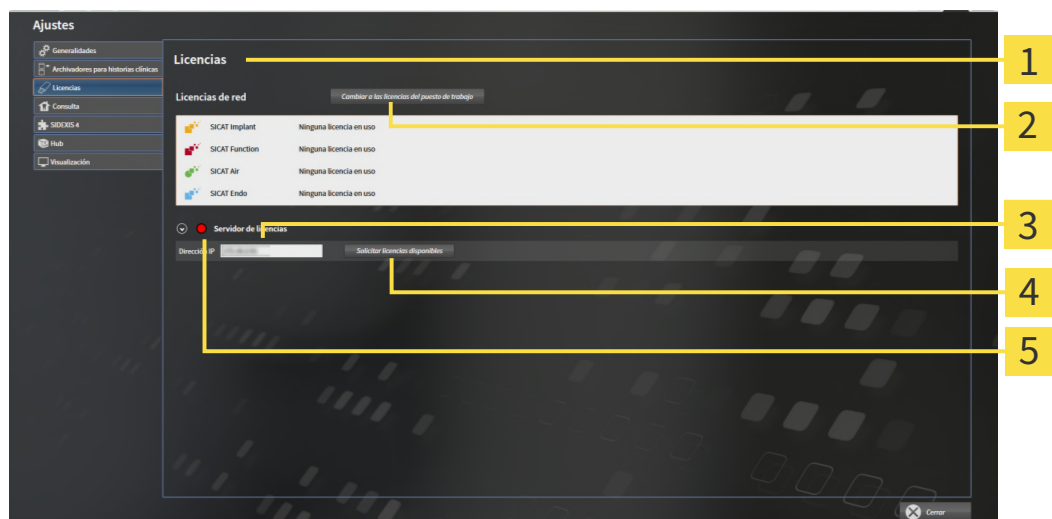 Ajustes
Generalidades
Archivadores para historias clínicas
Licencias
Consulta
SIDEXIS 4
Hub
Visualización
Licencias
Licencias de red
Cambiar a las licencias del puesto de trabajo
SICAT Implant Ninguna licencia en uso
SICAT Function Ninguna licencia en uso
SICAT Air Ninguna licencia en uso
SICAT Endo Ninguna licencia en uso
Servidor de licencias
Dirección IP
Solicitar licencias disponibles
Cerrar
1
2
3
4
5